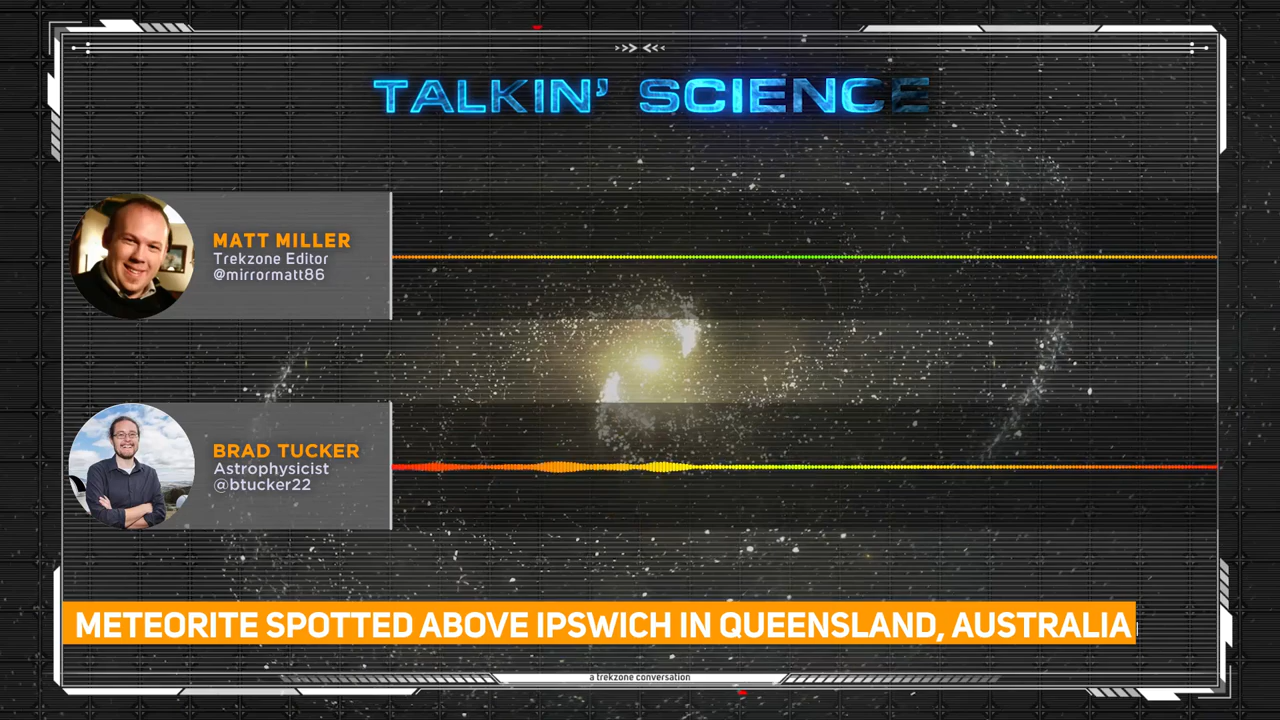 TALKIN' SCIENCE
MATT MILLER
Trekzone Editor
@mirrormatt86
BRAD TUCKER
Astrophysicist
@btucker22
METEORITE SPOTTED ABOVE IPSWICH IN QUEENSLAND, AUSTRALIA
a trekzone conversation